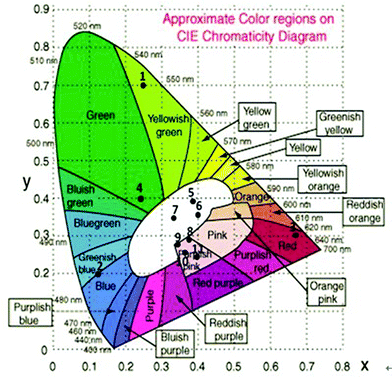 Approximate Color regions on
CIE Chromaticity Diagram
0.9
0.8
0.7
0.6
0.5
0.4
0.3
0.2
0.1
0
y
0
0.1
0.2
0.3
0.4
0.5
0.6
0.7
0.8
x
520 nm
540 nm
510 nm
550 nm
560 nm
500 nm
570 nm
580 nm
590 nm
600 nm
610 nm
620 nm
640 nm
700 nm
490 nm
480 nm
470 nm
460 nm
440 nm
400 nm
Green
Yellowish
green
Yellow
green
Greenish
yellow
Yellow
Yellowish
orange
Reddish
orange
Orange
Bluish
green
Bluegreen
Greenish
blue
Blue
Pink
Red
Purplish
red
Red purple
Purple
Orange
pink
Purplish
blue
Reddish
purple
Bluish
purple
1
4
5
6
7
8
9
2
3